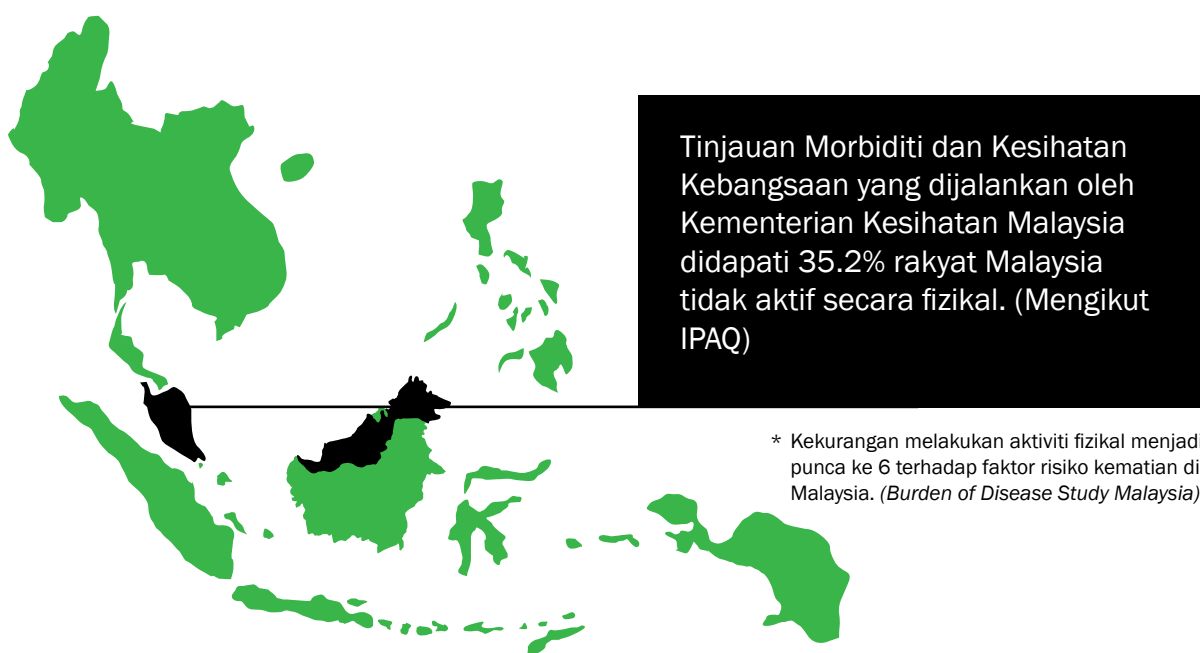 Tinjauan Morbiditi dan Kesihatan
Kebangsaan yang dijalankan oleh
Kementerian Kesihatan Malaysia
didapati 35.2% rakyat Malaysia
tidak aktif secara fizikal. (Mengikut
IPAQ)
* Kekurangan melakukan aktiviti fizikal menjadi
punca ke 6 terhadap faktor risiko kematian di
Malaysia. (Burden of Disease Study Malaysia)